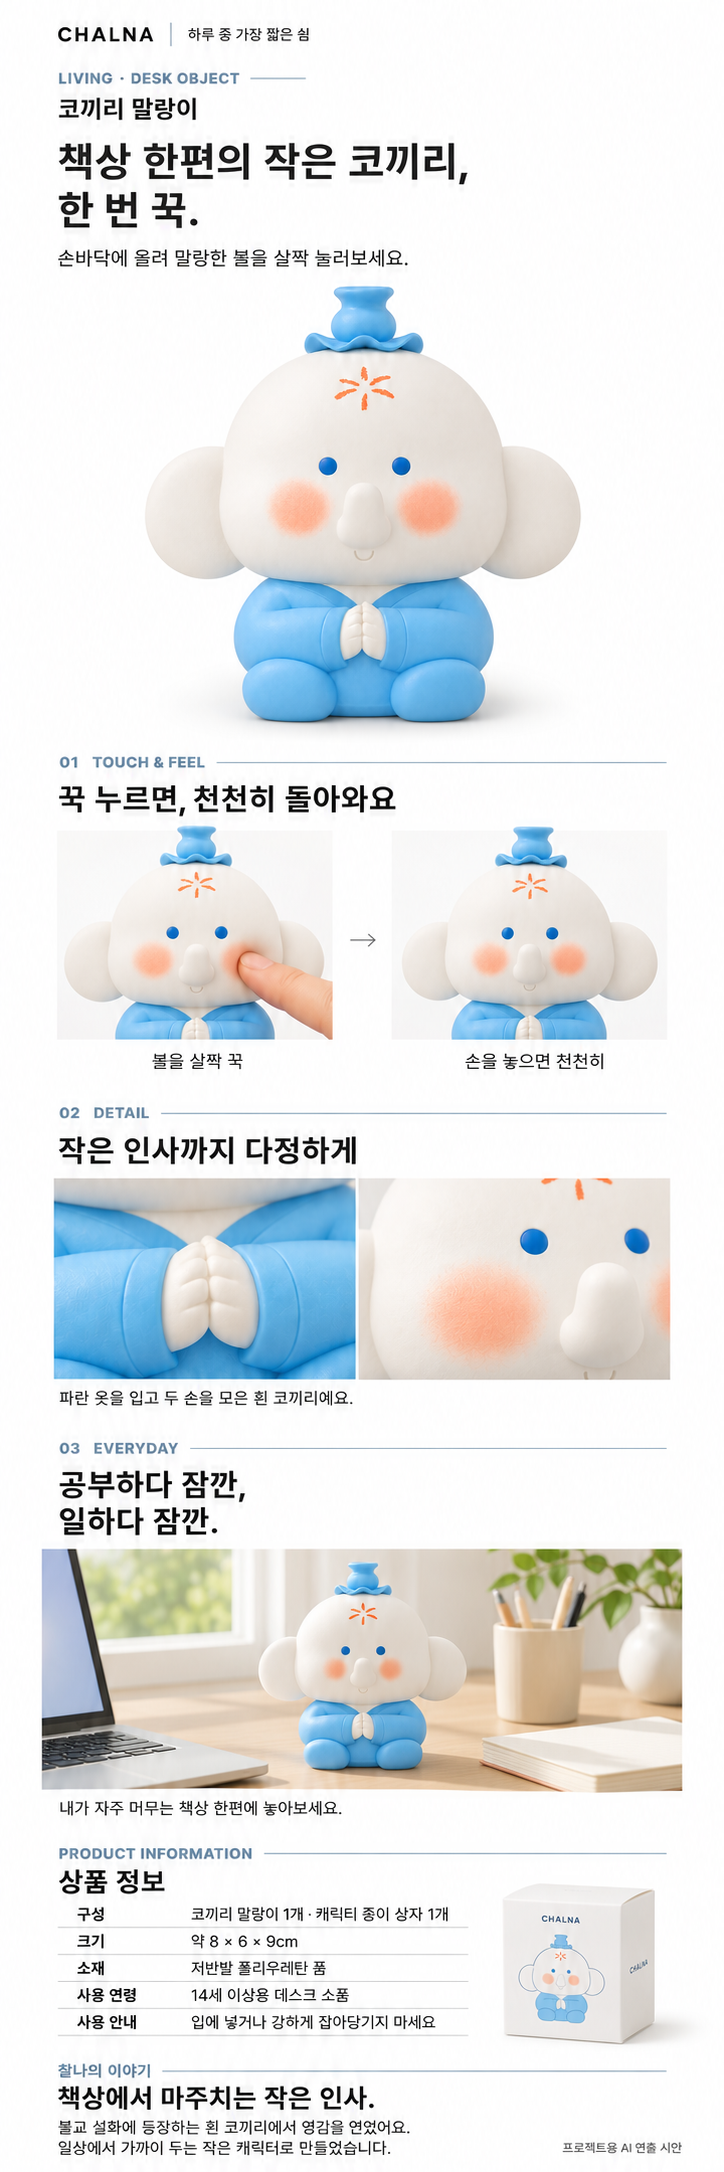 CHALNA | 하루 중 가장 짧은 쉼
LIVING · DESK OBJECT
코끼리 말랑이
책상 한편의 작은 코끼리,
한 번 꾹.
손바닥에 올려 말랑한 볼을 살짝 눌러보세요.
01 TOUCH & FEEL
꾹 누르면, 천천히 돌아와요
볼을 살짝 꾹
손을 놓으면 천천히
02 DETAIL
작은 인사까지 다정하게
파란 옷을 입고 두 손을 모은 흰 코끼리예요.
03 EVERYDAY
공부하다 잠깐,
일하다 잠깐.
내가 자주 머무는 책상 한편에 놓아보세요.
PRODUCT INFORMATION
상품 정보
구성 코끼리 말랑이 1개 · 캐릭티 종이 상자 1개
크기 약 8 × 6 × 9cm
소재 저반발 폴리우레탄 폼
사용 연령 14세 이상용 데스크 소품
사용 안내 입에 넣거나 강하게 잡아당기지 마세요
CHALNA
CHALNA
찰나의 이야기
책상에서 마주치는 작은 인사.
불교 설화에 등장하는 흰 코끼리에서 영감을 얻었어요.
일상에서 가까이 두는 작은 캐릭터로 만들었습니다.
프로젝트용 AI 연출 시안